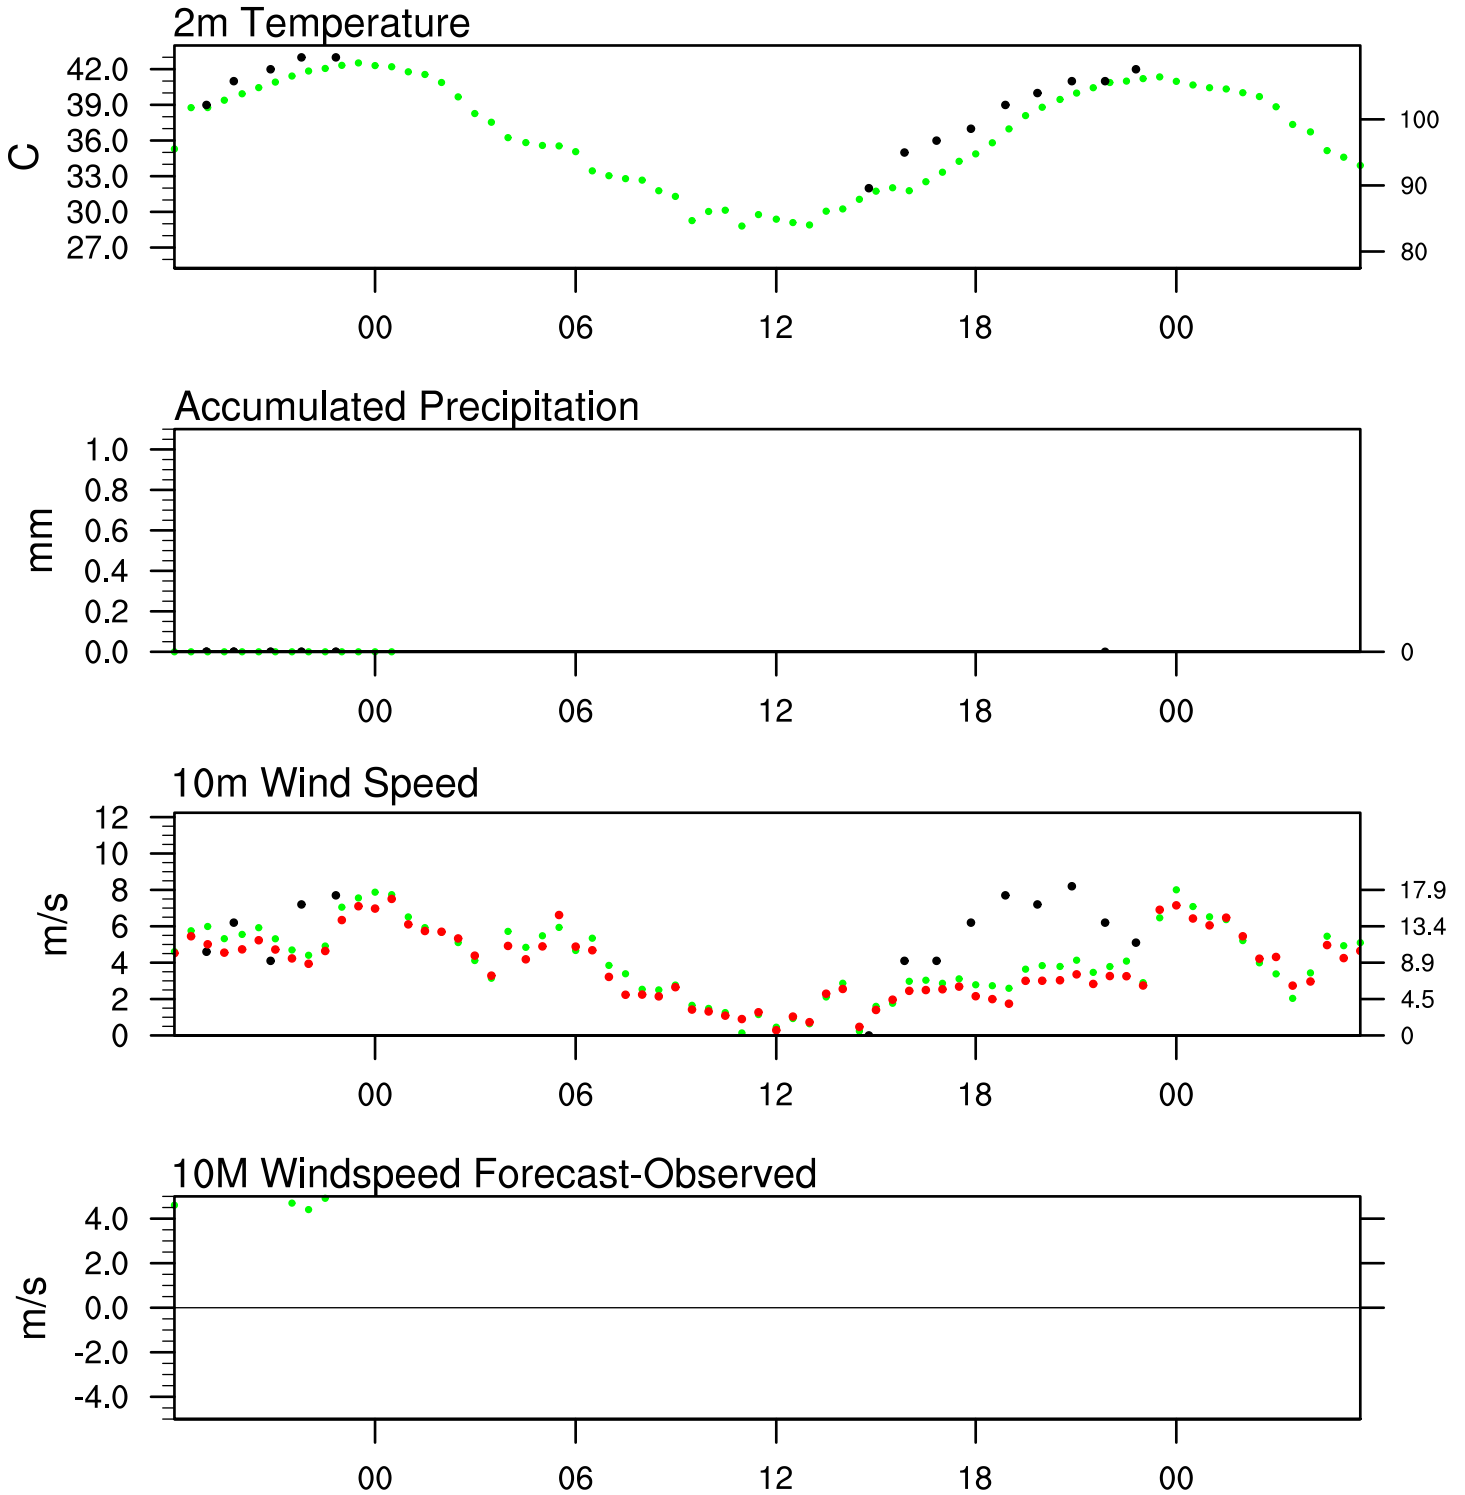 2m Temperature
42.0
39.0
36.0
33.0
30.0
27.0
C
100
90
80
00 06 12 18 00
Accumulated Precipitation
1.0
0.8
0.6
0.4
0.2
0.0
mm
0
00 06 12 18 00
10m Wind Speed
12
10
8
6
4
2
0
m/s
17.9
13.4
8.9
4.5
0
00 06 12 18 00
10M Windspeed Forecast-Observed
4.0
2.0
0.0
-2.0
-4.0
m/s
00 06 12 18 00